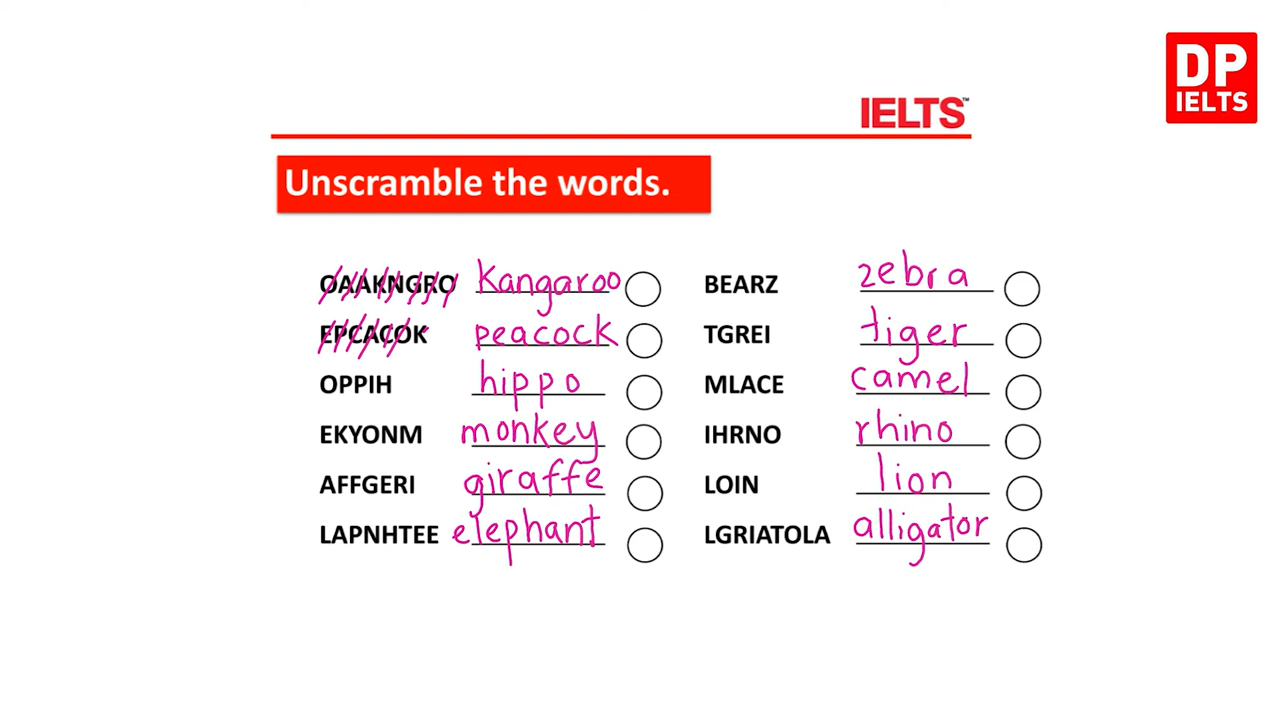 DP
IELTS
IELTS™
Unscramble the words.
OAAKNGRO kangaroo
EPCACOK peacock
OPPIH hippo
EKYONM monkey
AFFGERI giraffe
LAPNHTEE elephant
BEARZ zebra
TGREI tiger
MLACE camel
IHRNO rhino
LOIN lion
LGRIATOLA alligator